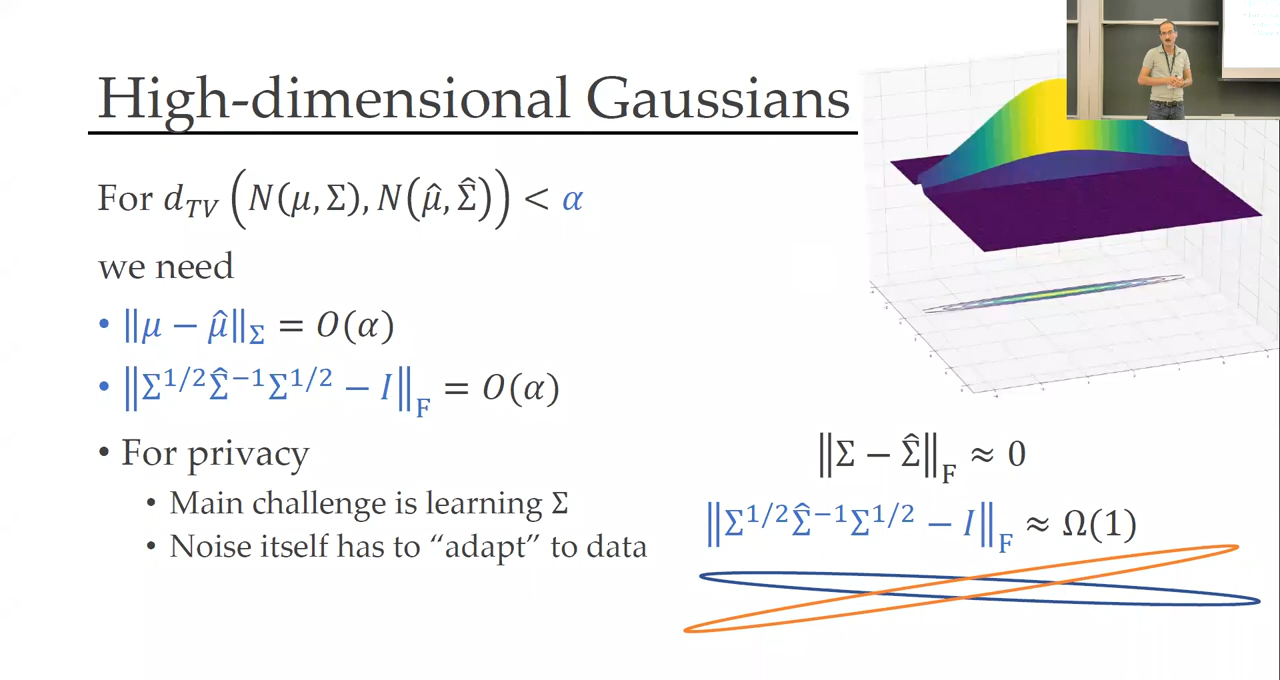 High-dimensional Gaussians
For d_TV (N(μ, Σ), N(μ̂, Σ̂)) < α
we need
• ‖μ − μ̂‖_Σ = O(α)
• ‖Σ^{1/2}Σ̂^{−1}Σ^{1/2} − I‖_F = O(α)
• For privacy
• Main challenge is learning Σ
• Noise itself has to “adapt” to data
‖Σ − Σ̂‖_F ≈ 0
‖Σ^{1/2}Σ̂^{−1}Σ^{1/2} − I‖_F ≈ Ω(1)